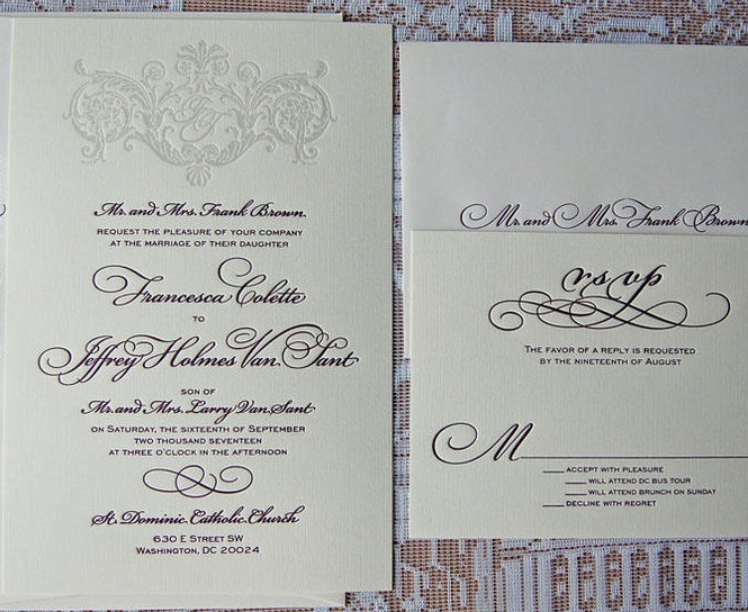 Mr. and Mrs. Frank Brown
REQUEST THE PLEASURE OF YOUR COMPANY
AT THE MARRIAGE OF THEIR DAUGHTER
Francesca Colette
TO
Jeffrey Holmes Van Sant
SON OF
Mr. and Mrs. Larry Van Sant
ON SATURDAY, THE SIXTEENTH OF SEPTEMBER
TWO THOUSAND SEVENTEEN
AT THREE O'CLOCK IN THE AFTERNOON
St. Dominic Catholic Church
630 E STREET SW
WASHINGTON, DC 20024
Mr. and Mrs. Frank Brown
rsvp
THE FAVOR OF A REPLY IS REQUESTED
BY THE NINETEENTH OF AUGUST
M
ACCEPT WITH PLEASURE
WILL ATTEND DC BUS TOUR
WILL ATTEND BRUNCH ON SUNDAY
DECLINE WITH REGRET